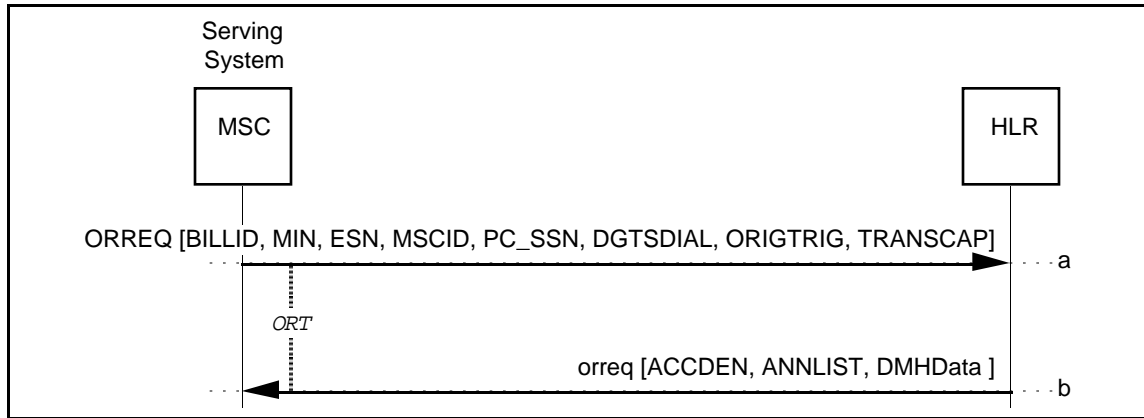 Serving
System
MSC
HLR
ORREQ [BILLID, MIN, ESN, MSCID, PC_SSN, DGTSDIAL, ORIGTRIG, TRANSCAP]
a
ORT
orreq [ACCDEN, ANNLIST, DMHData ]
b